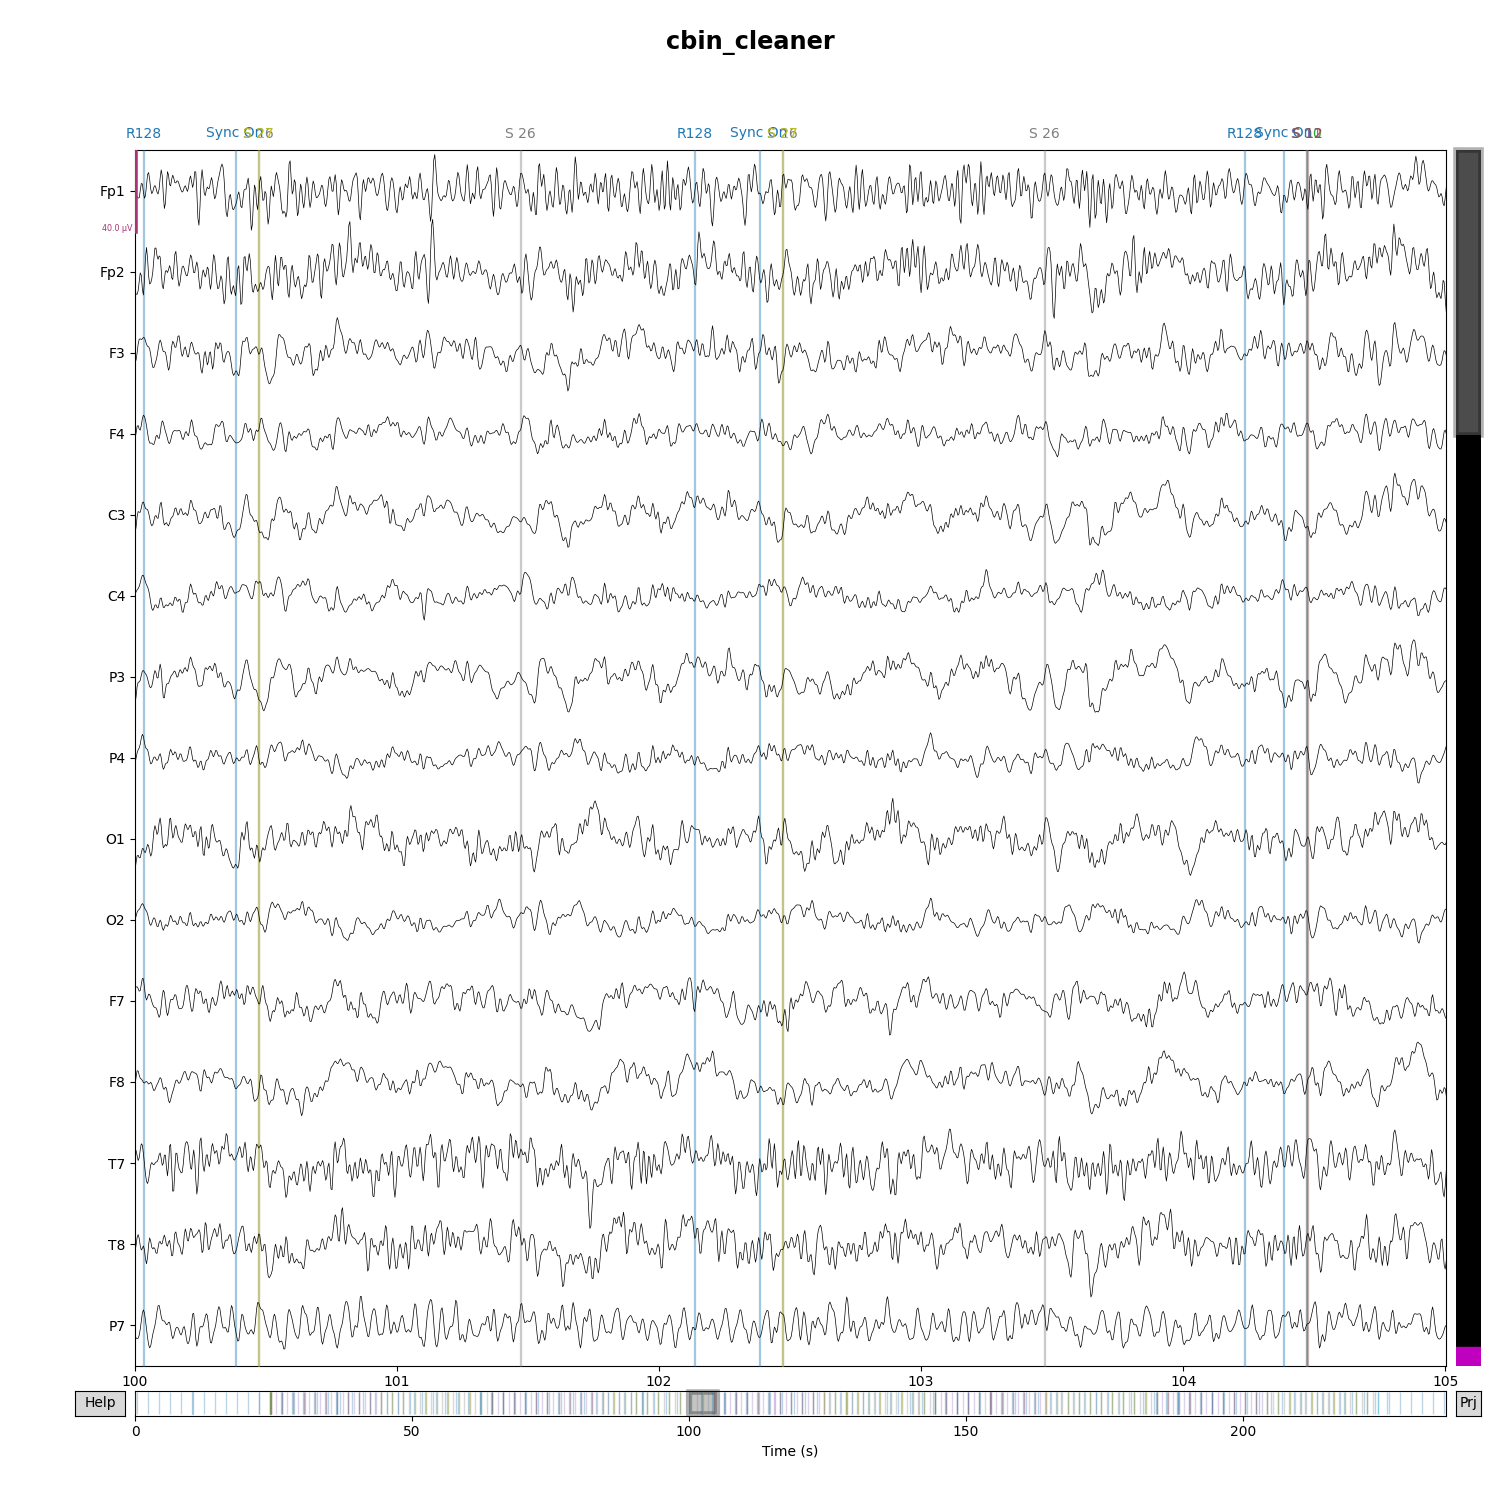 cbin_cleaner
R128 Sync On S 26 R128 Sync On S 26 R128 Sync On
Fp1
40.0 µV
Fp2
F3
F4
C3
C4
P3
P4
O1
O2
F7
F8
T7
T8
P7
100 101 102 103 104 105
Help Prj
0 50 100 150 200
Time (s)